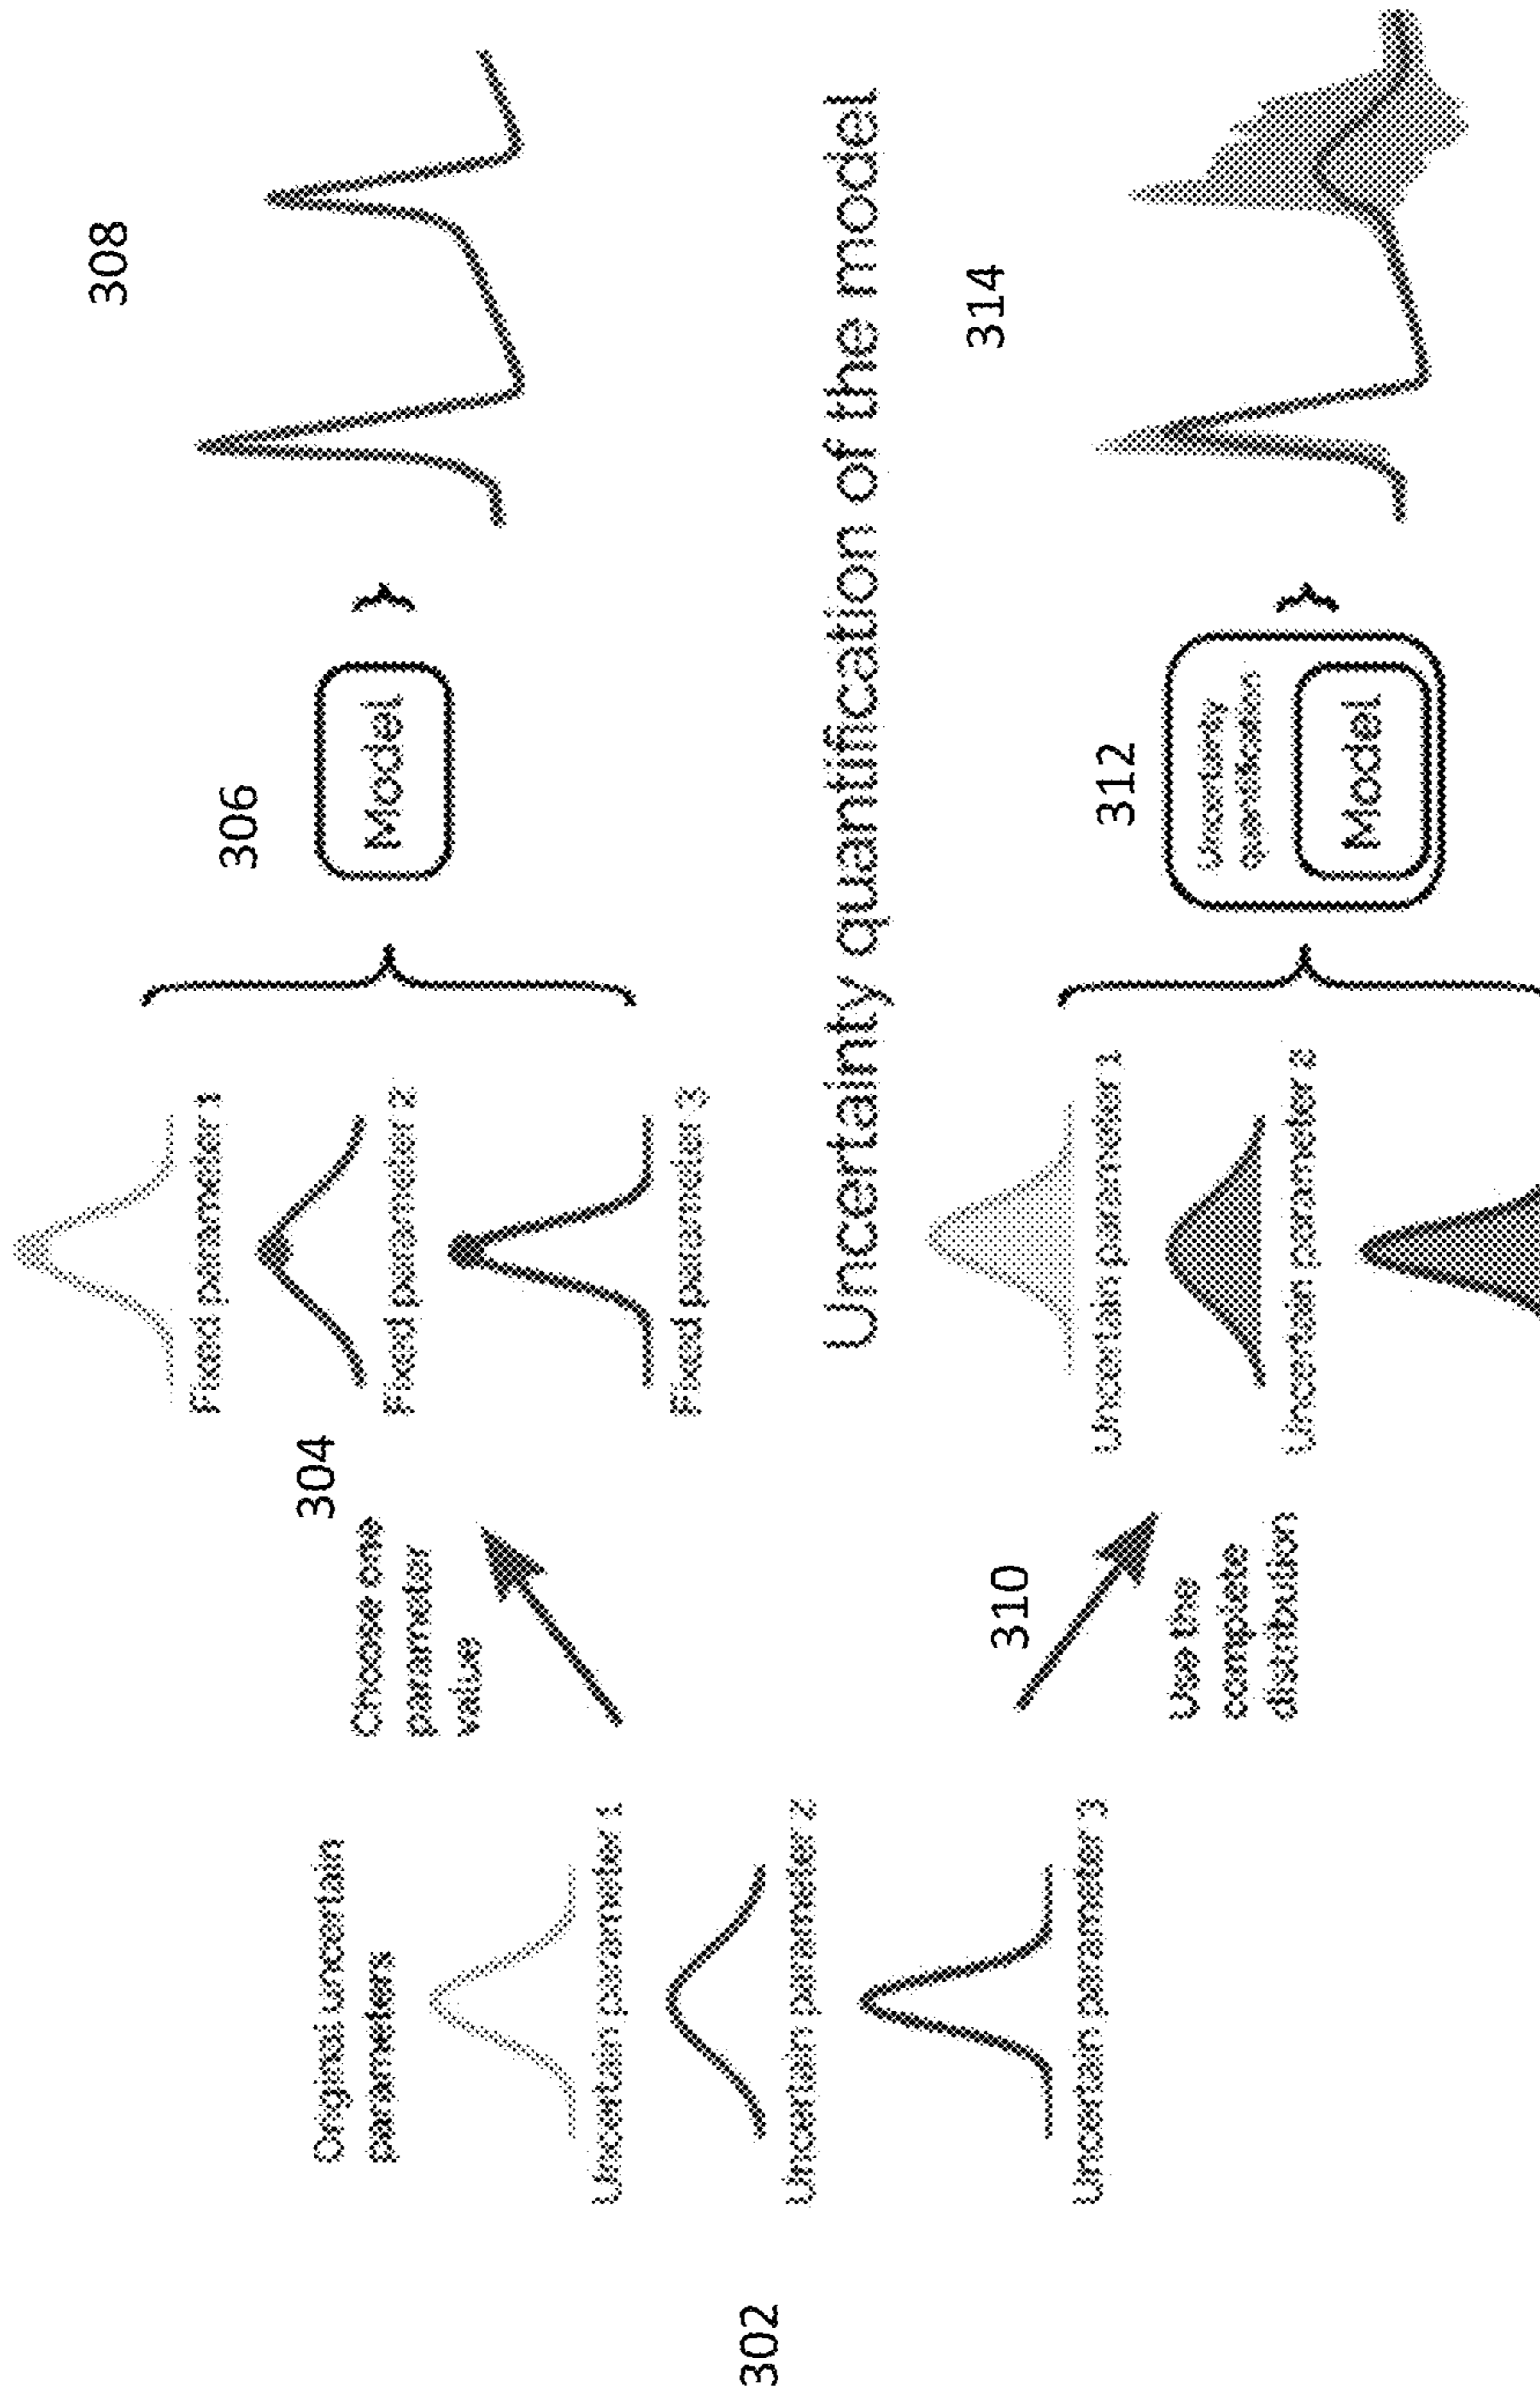 302
Original uncertain
parameters
Uncertain parameter 1
Uncertain parameter 2
Uncertain parameter 3
Choose one
parameter
value
304
Fixed parameter 1
Fixed parameter 2
Fixed parameter 3
306
Model
308
Uncertainty quantification of the model
310
Use the
complete
distribution
Uncertain parameter 1
Uncertain parameter 2
312
Uncertainty
quantification
Model
314